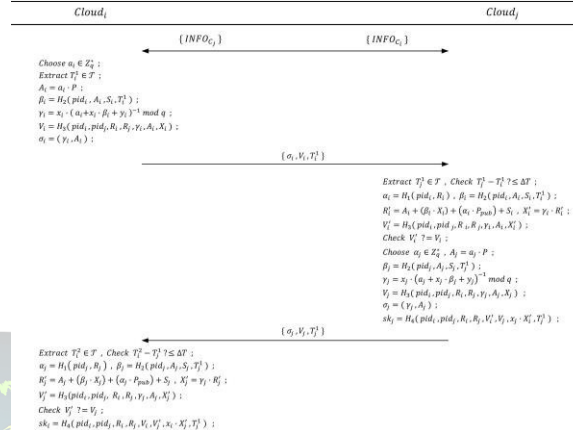 Cloud_i Cloud_j
{ INFO_{C_j} } { INFO_{C_i} }
Choose a_i ∈ Z_q^* ;
Extract T_i^1 ∈ 𝒯 ;
A_i = a_i · P ;
β_i = H_2( pid_i , A_i , S_i , T_i^1 ) ;
γ_i = x_i · ( a_i + x_i · β_i + y_i )^{-1} mod q ;
V_i = H_3( pid_i , pid_j , R_i , R_j , γ_i , A_i , X_i ) ;
σ_i = ( γ_i , A_i ) ;
{ σ_i , V_i , T_i^1 }
Extract T_j^1 ∈ 𝒯 , Check T_j^1 − T_i^1 ? ≤ ΔT ;
α_i = H_1( pid_i , R_i ) , β_i = H_2( pid_i , A_i , S_i , T_i^1 ) ;
R_i' = A_i + ( β_i · X_i ) + ( α_i · P_{pub} ) + S_i , X_i' = γ_i · R_i' ;
V_i' = H_3( pid_i , pid_j , R_i , R_j , γ_i , A_i , X_i' ) ;
Check V_i' ? = V_i ;
Choose a_j ∈ Z_q^* , A_j = a_j · P ;
β_j = H_2( pid_j , A_j , S_j , T_j^1 ) ;
γ_j = x_j · ( a_j + x_j · β_j + y_j )^{-1} mod q ;
V_j = H_3( pid_i , pid_j , R_i , R_j , γ_j , A_j , X_j ) ;
σ_j = ( γ_j , A_j ) ;
sk_j = H_4( pid_i , pid_j , R_i , R_j , V_i' , V_j , x_j · X_i' , T_j^1 ) ;
{ σ_j , V_j , T_j^1 }
Extract T_i^2 ∈ 𝒯 , Check T_i^2 − T_j^1 ? ≤ ΔT ;
α_j = H_1( pid_j , R_j ) , β_j = H_2( pid_j , A_j , S_j , T_j^1 ) ;
R_j' = A_j + ( β_j · X_j ) + ( α_j · P_{pub} ) + S_j , X_j' = γ_j · R_j' ;
V_j' = H_3( pid_i , pid_j , R_i , R_j , γ_j , A_j , X_j' ) ;
Check V_j' ? = V_j ;
sk_i = H_4( pid_i , pid_j , R_i , R_j , V_i , V_j' , x_i · X_j' , T_j^1 ) ;